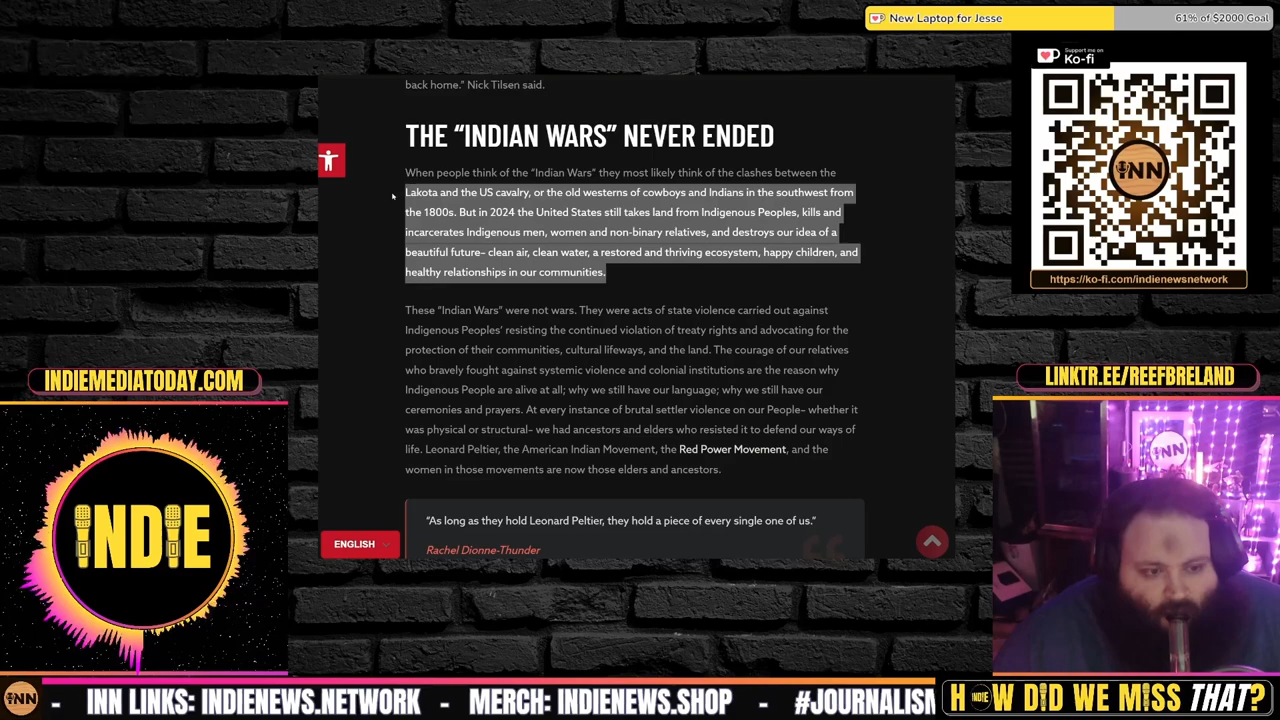 New Laptop for Jesse
61% of $2000 Goal
Support me on
Ko-fi
INN
https://ko-fi.com/indienewsnetwork
back home.” Nick Tilsen said.
THE “INDIAN WARS” NEVER ENDED
When people think of the “Indian Wars” they most likely think of the clashes between the
Lakota and the US cavalry, or the old westerns of cowboys and Indians in the southwest from
the 1800s. But in 2024 the United States still takes land from Indigenous Peoples, kills and
incarcerates Indigenous men, women and non-binary relatives, and destroys our idea of a
beautiful future– clean air, clean water, a restored and thriving ecosystem, happy children, and
healthy relationships in our communities.
These “Indian Wars” were not wars. They were acts of state violence carried out against
Indigenous Peoples’ resisting the continued violation of treaty rights and advocating for the
protection of their communities, cultural lifeways, and the land. The courage of our relatives
who bravely fought against systemic violence and colonial institutions are the reason why
Indigenous People are alive at all; why we still have our language; why we still have our
ceremonies and prayers. At every instance of brutal settler violence on our People– whether it
was physical or structural– we had ancestors and elders who resisted it to defend our ways of
life. Leonard Peltier, the American Indian Movement, the Red Power Movement, and the
women in those movements are now those elders and ancestors.
“As long as they hold Leonard Peltier, they hold a piece of every single one of us.”
Rachel Dionne-Thunder
ENGLISH
INDIEMEDIATODAY.COM
INDIE
LINKTR.EE/REEFBRELAND
INN
INN
- INN LINKS: INDIENEWS.NETWORK - MERCH: INDIENEWS.SHOP - #JOURNALISM
HOW DID WE MISS THAT?